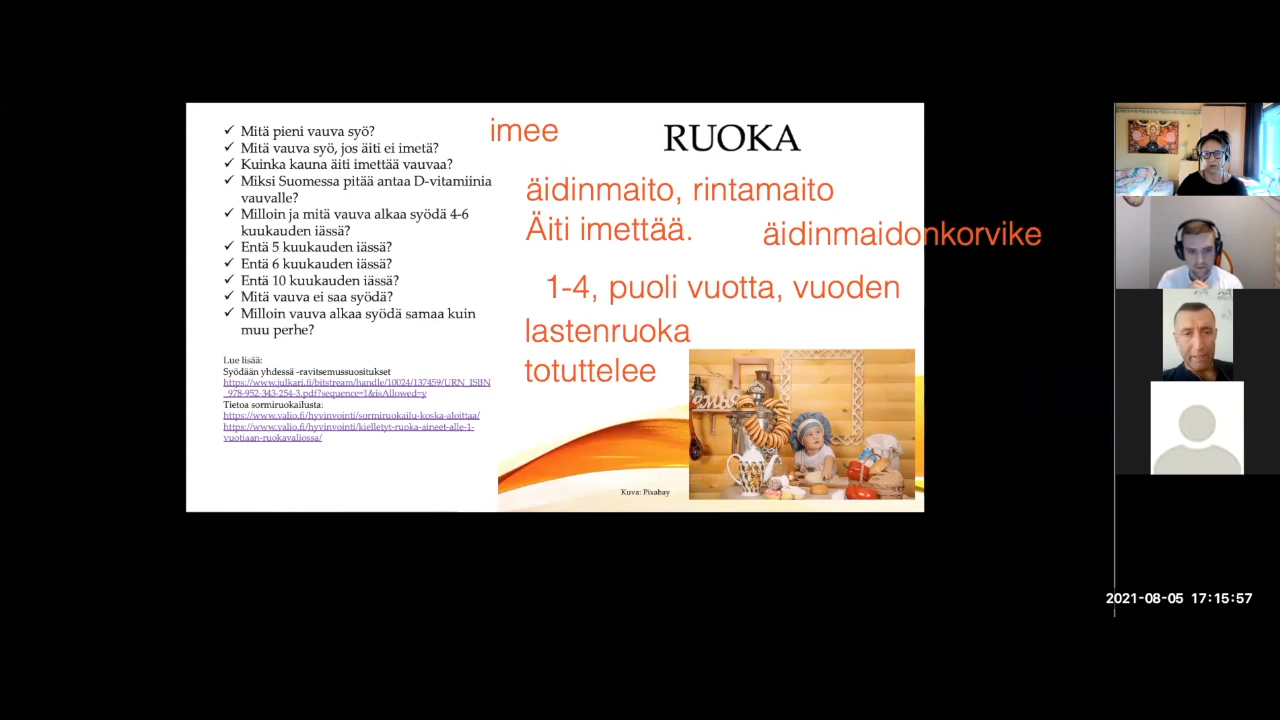 Mitä pieni vauva syö?
Mitä vauva syö, jos äiti ei imetä?
Kuinka kauna äiti imettää vauvaa?
Miksi Suomessa pitää antaa D-vitamiinia
vauvalle?
Milloin ja mitä vauva alkaa syödä 4-6
kuukauden iässä?
Entä 5 kuukauden iässä?
Entä 6 kuukauden iässä?
Entä 10 kuukauden iässä?
Mitä vauva ei saa syödä?
Milloin vauva alkaa syödä samaa kuin
muu perhe?
Lue lisää:
Syödään yhdessä -ravitsemussuositukset
https://www.julkari.fi/bitstream/handle/10024/137459/URN_ISBN
_978-952-343-254-3.pdf?sequence=1&isAllowed=y
Tietoa sormiruokailusta:
https://www.valio.fi/hyvinvointi/sormiruokailu-koska-aloittaa/
https://www.valio.fi/hyvinvointi/kielletyt-ruoka-aineet-alle-1-
vuotiaan-ruokavaliossa/
imee
RUOKA
äidinmaito, rintamaito
Äiti imettää.
äidinmaidonkorvike
1-4, puoli vuotta, vuoden
lastenruoka
totuttelee
Kuva: Pixabay
2021-08-05 17:15:57